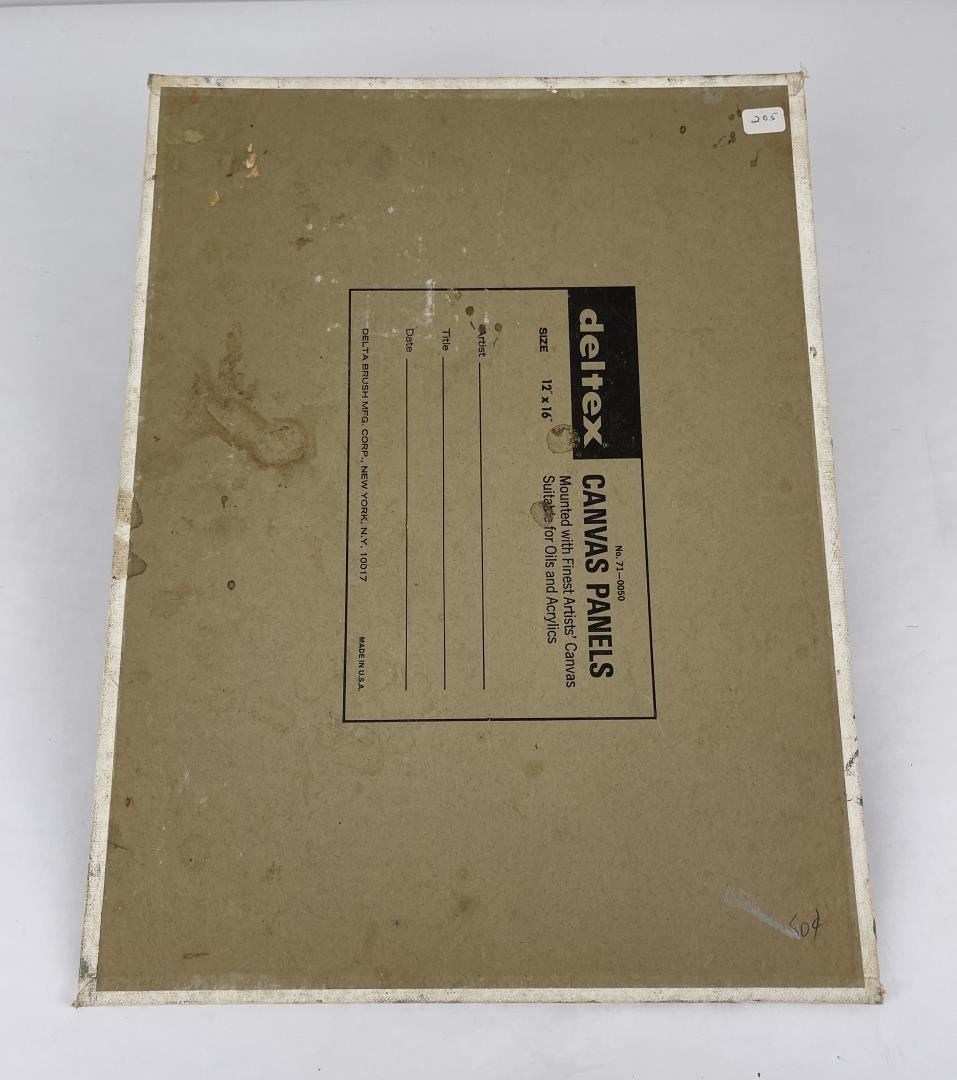 205
deltex®
No. 71—0050
CANVAS PANELS
SIZE 12" x 16"
Mounted with Finest Artists' Canvas
Suitable for Oils and Acrylics
Artist
Title
Date
DELTA BRUSH MFG. CORP., NEW YORK, N.Y. 10017
MADE IN U.S.A.
50¢